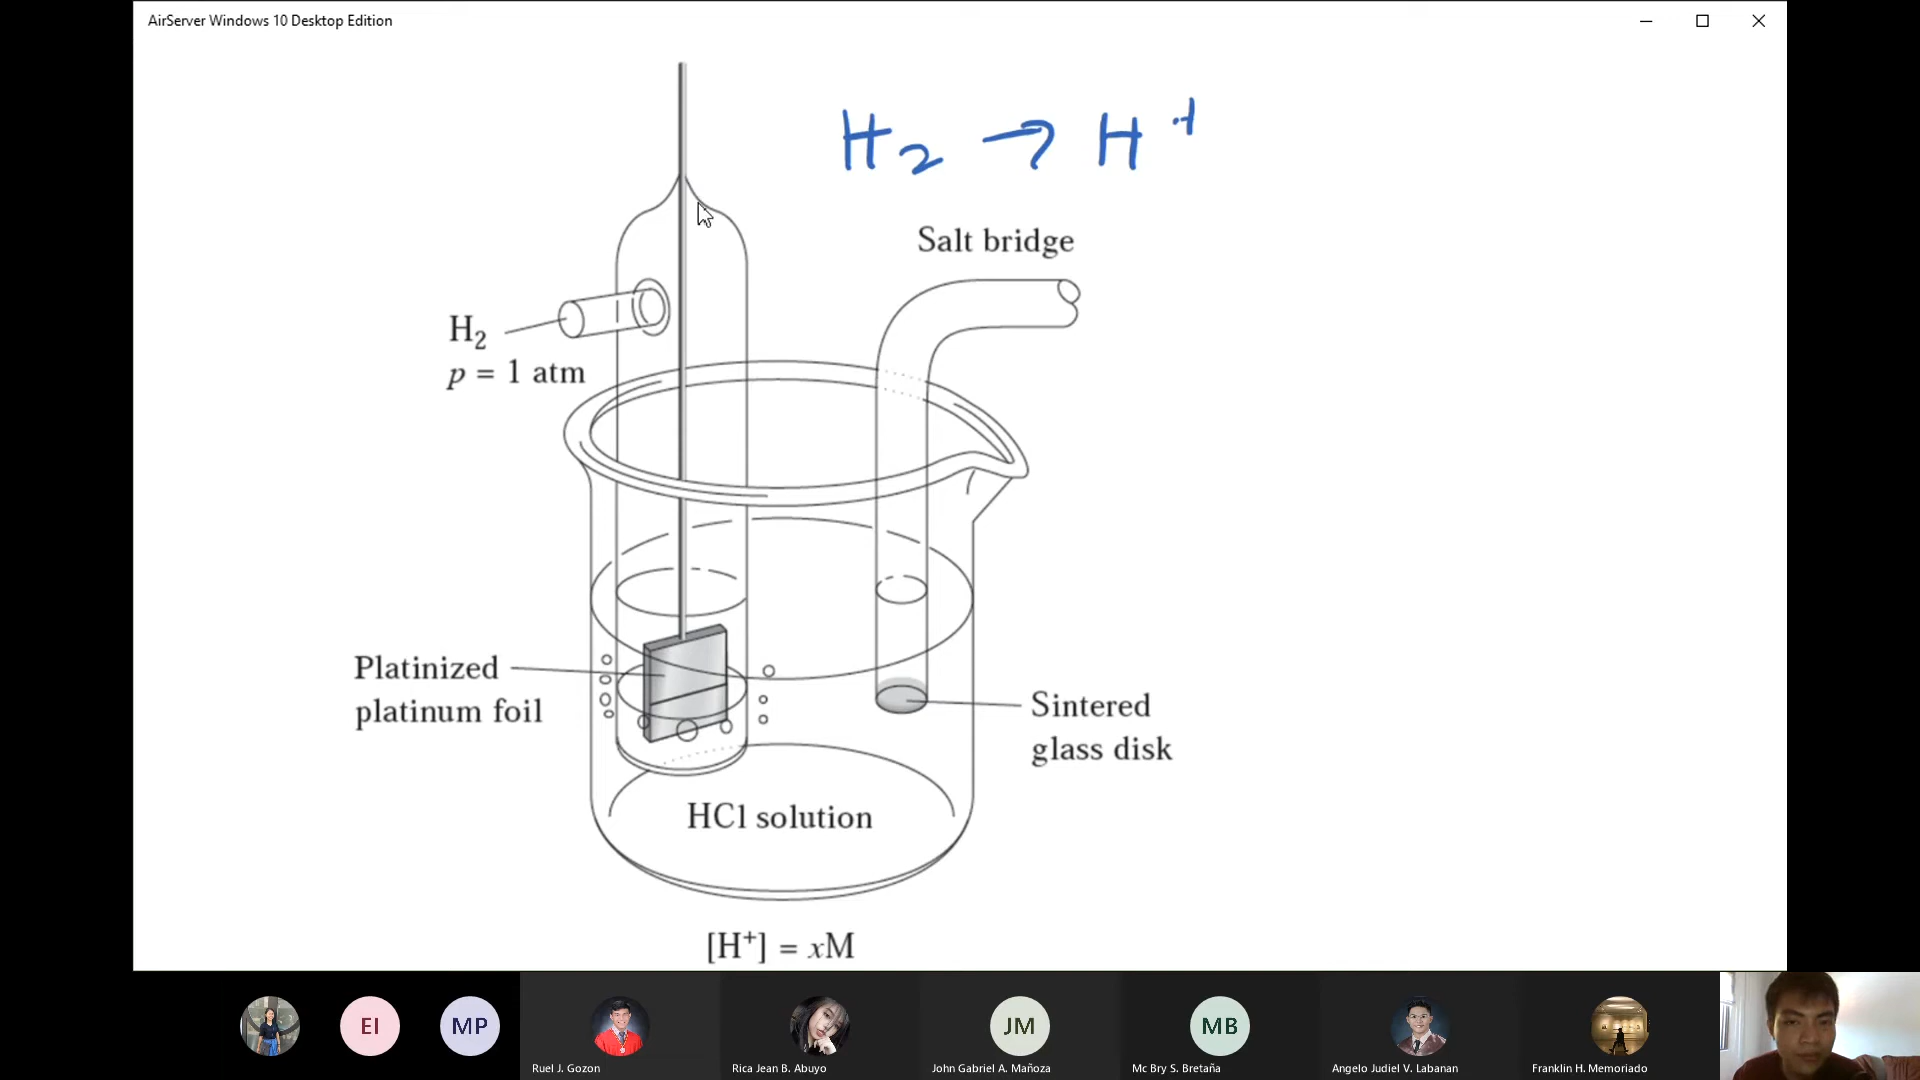 AirServer Windows 10 Desktop Edition
H₂ → H⁺
Salt bridge
H₂
p = 1 atm
Platinized
platinum foil
Sintered
glass disk
HCl solution
[H⁺] = xM
EI
MP
JM
MB
Ruel J. Gozon
Rica Jean B. Abuyo
John Gabriel A. Mañoza
Mc Bry S. Bretaña
Angelo Judiel V. Labanan
Franklin H. Memoriado